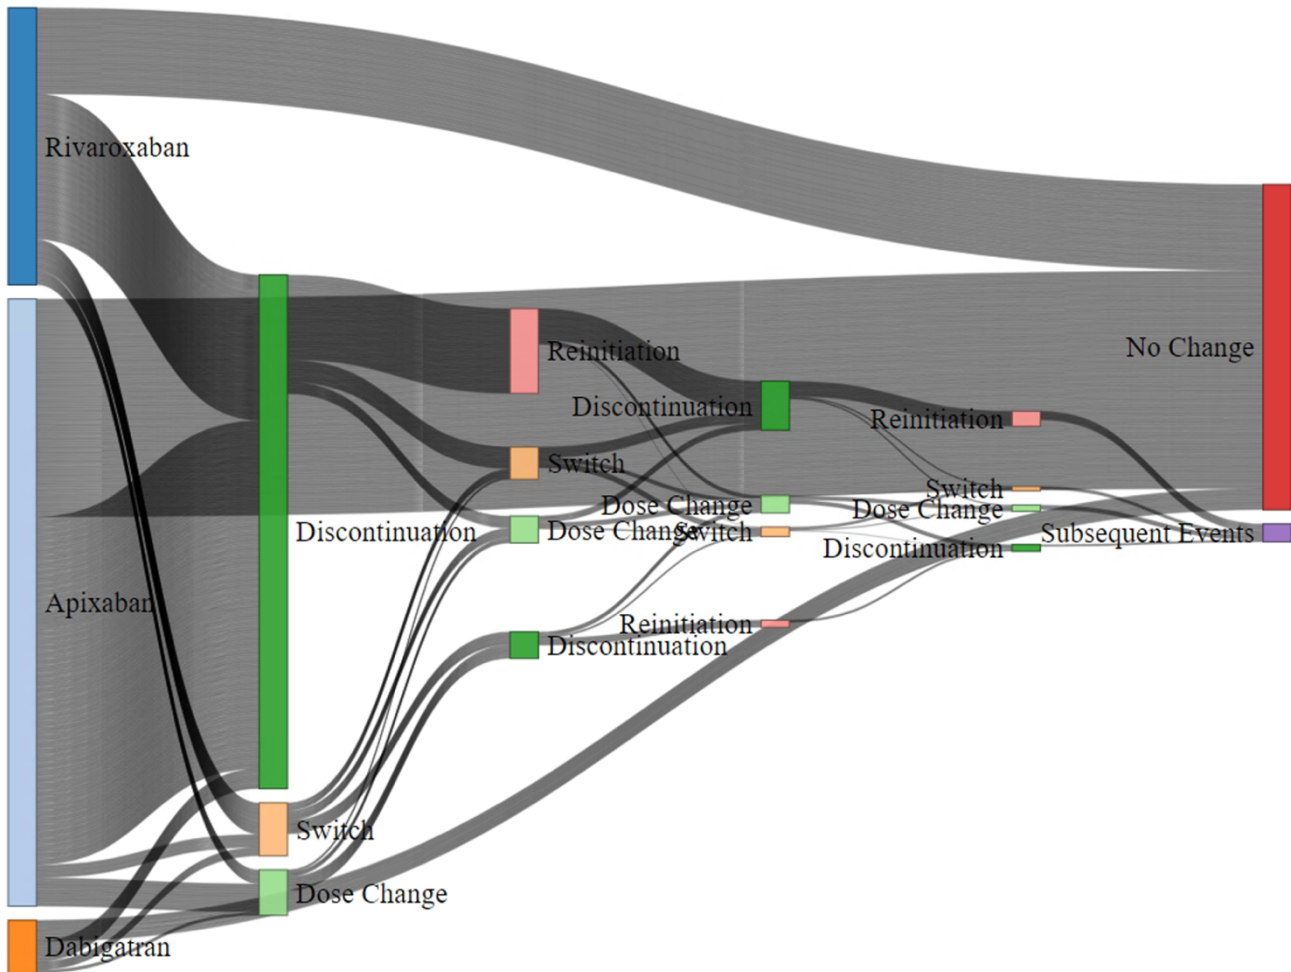 Rivaroxaban
No Change
Reinitiation
Discontinuation
Reinitiation
Switch
Switch
Dose Change
Dose Change
Discontinuation
Dose Change
Switch
Subsequent Events
Discontinuation
Apixaban
Reinitiation
Discontinuation
Switch
Dose Change
Dabigatran